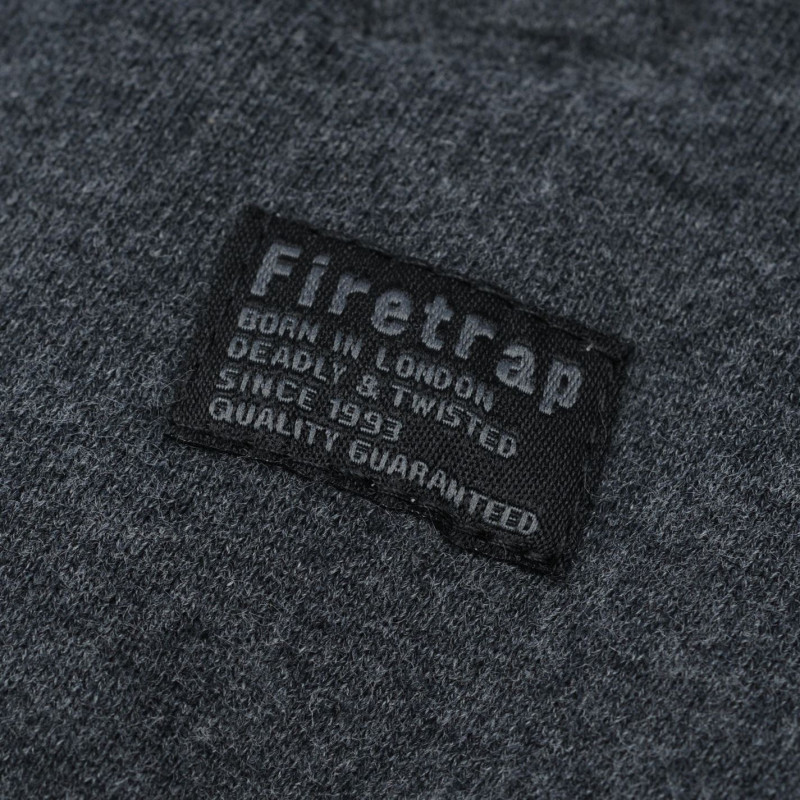 Firetrap
BORN IN LONDON
DEADLY & TWISTED
SINCE 1993
QUALITY GUARANTEED